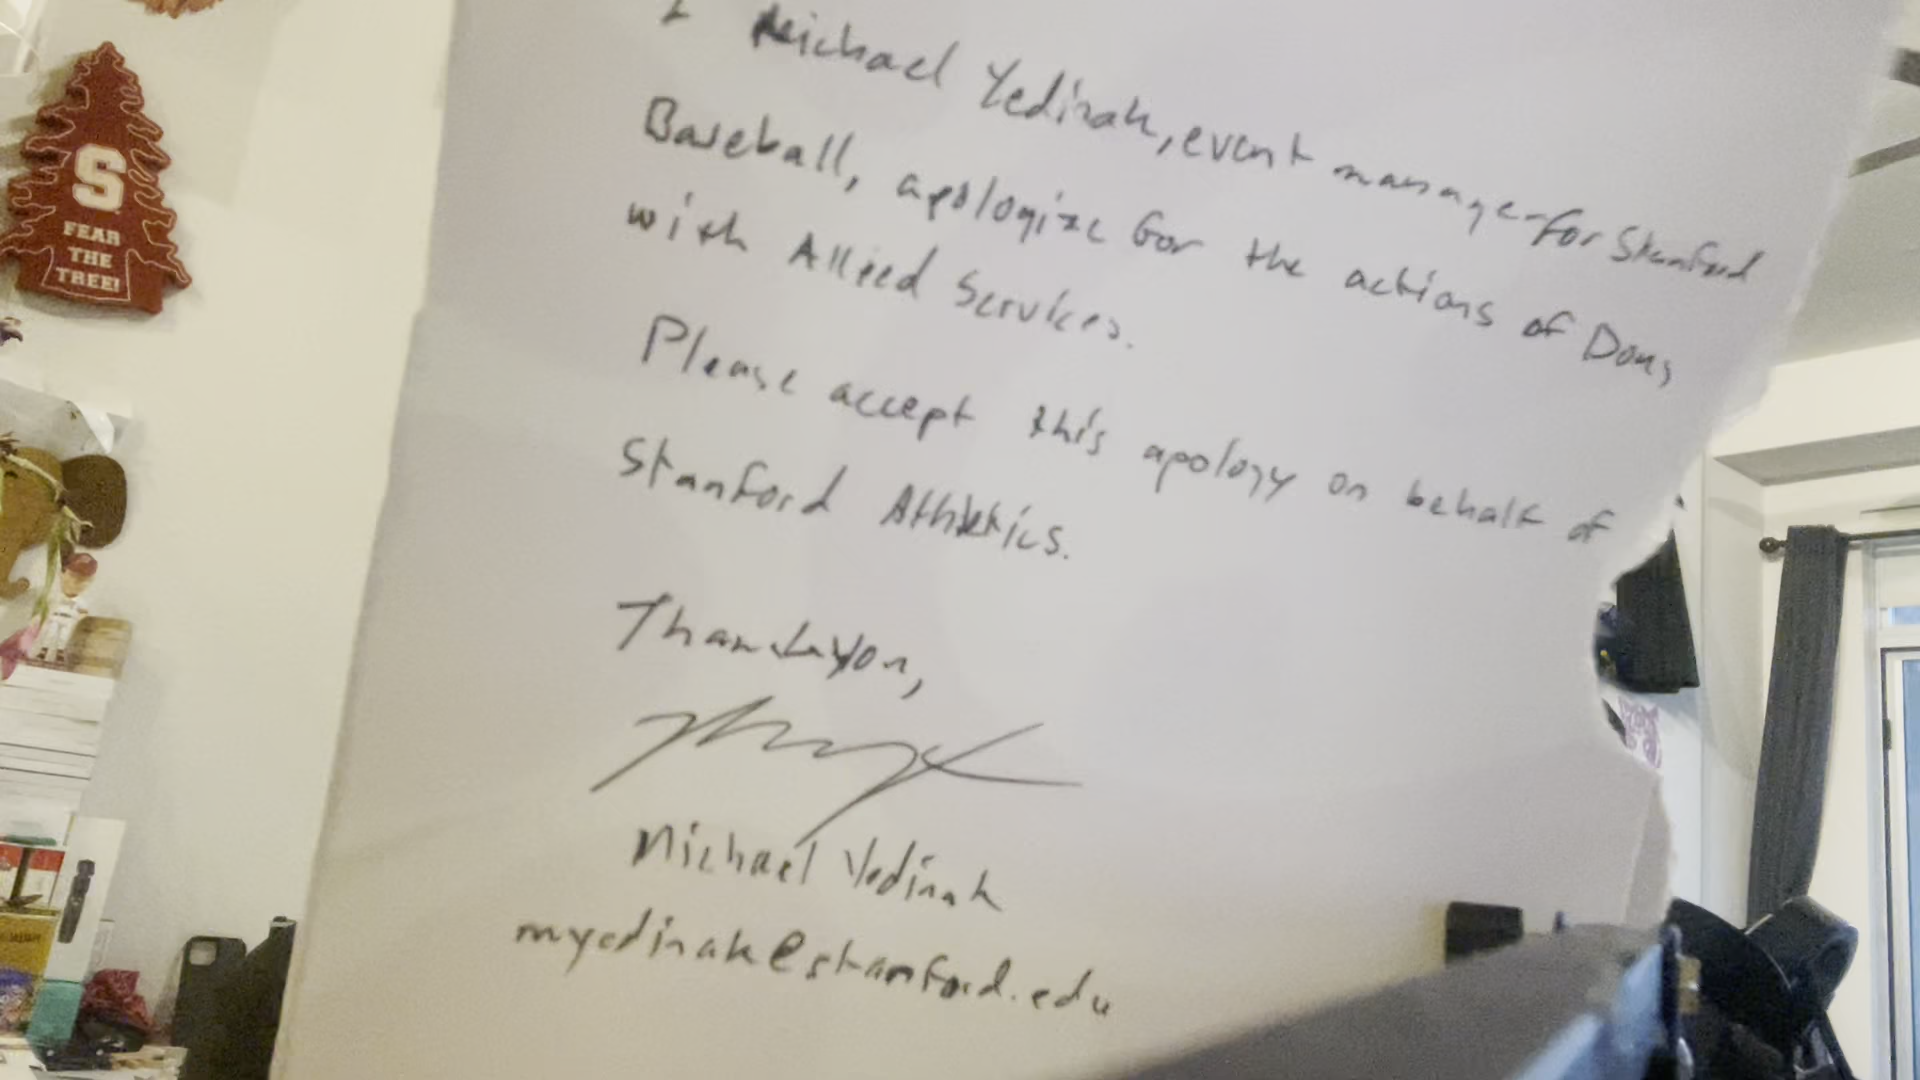 I Michael Yedinak, event manager for Stanford
Baseball, apologize for the actions of Doug
with Allied Services.
Please accept this apology on behalf of
Stanford Athletics.
Thank you,
Michael Yedinak
myedinak@stanford.edu
S
FEAR
THE
TREE!